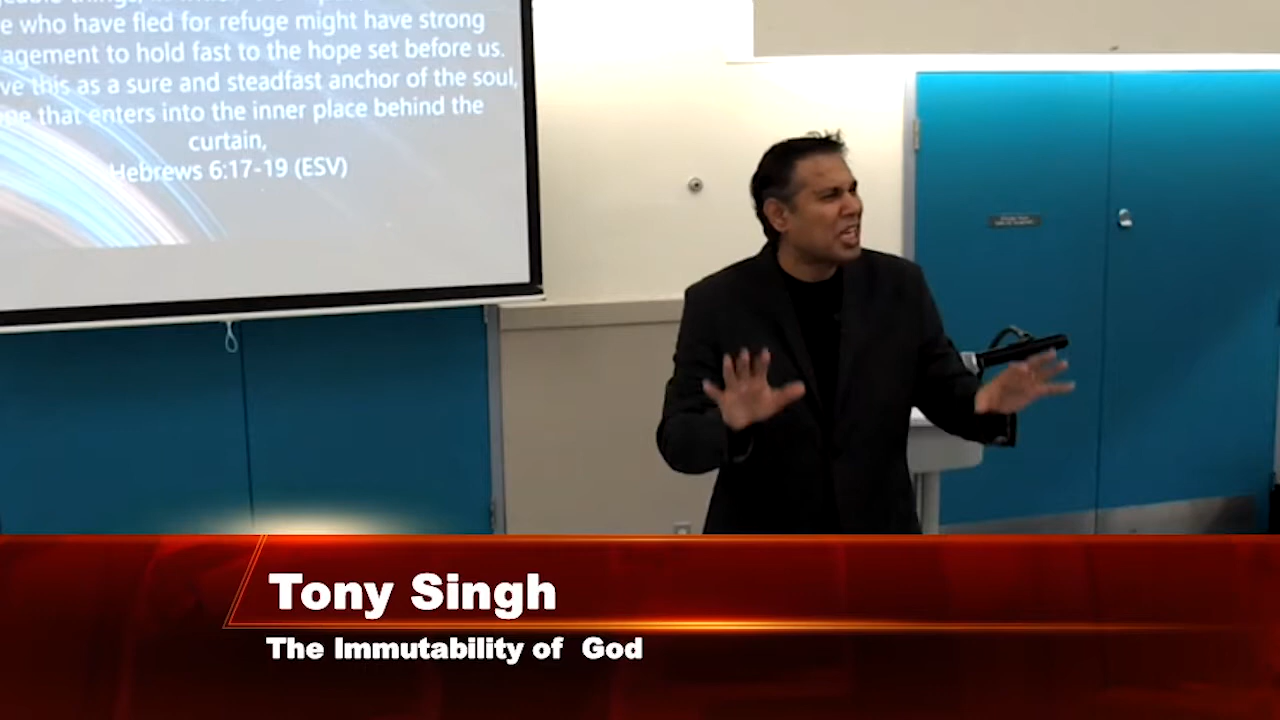 e who have fled for refuge might have strong
agement to hold fast to the hope set before us.
ve this as a sure and steadfast anchor of the soul,
pe that enters into the inner place behind the
curtain,
Hebrews 6:17-19 (ESV)
Tony Singh
The Immutability of God